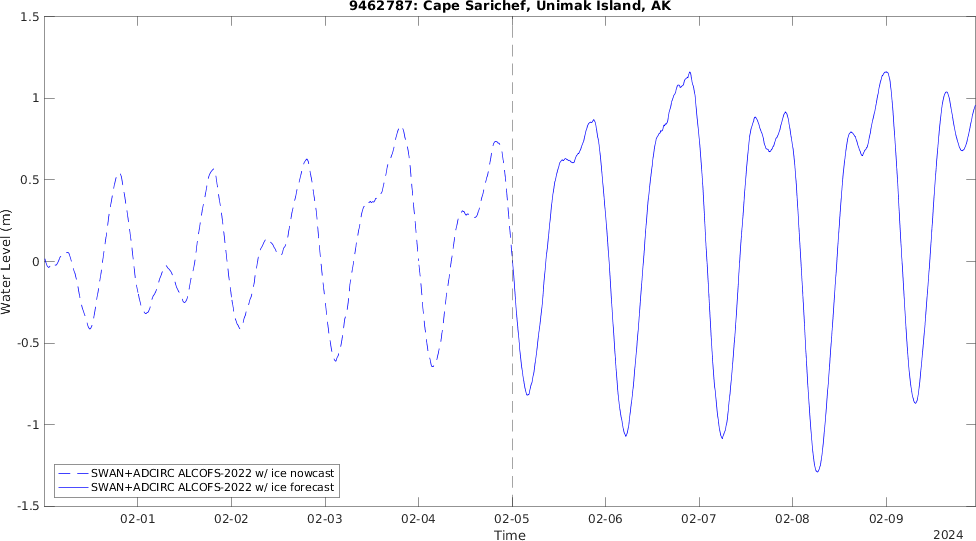 9462787: Cape Sarichef, Unimak Island, AK
1.5
1
0.5
0
-0.5
-1
-1.5
Water Level (m)
SWAN+ADCIRC ALCOFS-2022 w/ ice nowcast
SWAN+ADCIRC ALCOFS-2022 w/ ice forecast
02-01 02-02 02-03 02-04 02-05 02-06 02-07 02-08 02-09
Time
2024